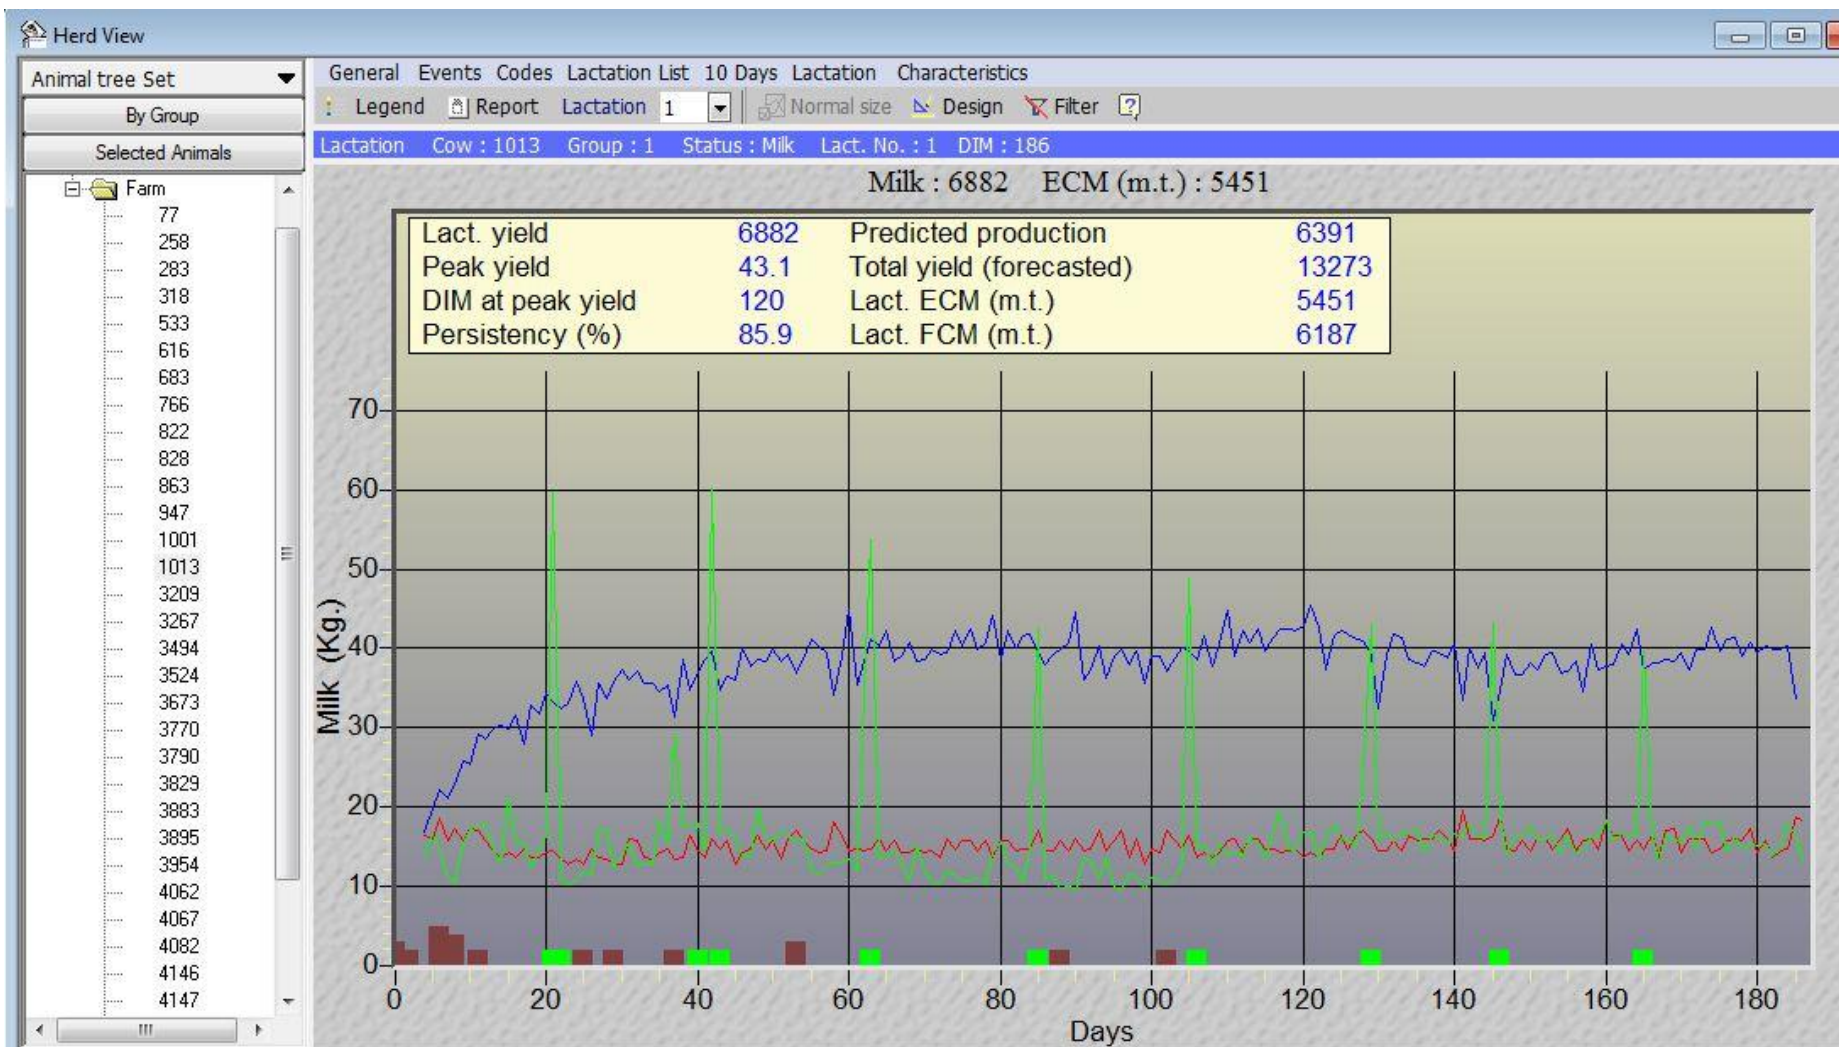 Herd View
Animal tree Set
By Group
Selected Animals
Farm
77
258
283
318
533
616
683
766
822
828
863
947
1001
1013
3209
3267
3494
3524
3673
3770
3790
3829
3883
3895
3954
4062
4067
4082
4146
4147
General Events Codes Lactation List 10 Days Lactation Characteristics
Legend Report Lactation 1 Normal size Design Filter ?
Lactation Cow : 1013 Group : 1 Status : Milk Lact. No. : 1 DIM : 186
Milk : 6882 ECM (m.t.) : 5451
Lact. yield 6882 Predicted production 6391
Peak yield 43.1 Total yield (forecasted) 13273
DIM at peak yield 120 Lact. ECM (m.t.) 5451
Persistency (%) 85.9 Lact. FCM (m.t.) 6187
Milk (Kg.)
70
60
50
40
30
20
10
0
0 20 40 60 80 100 120 140 160 180
Days